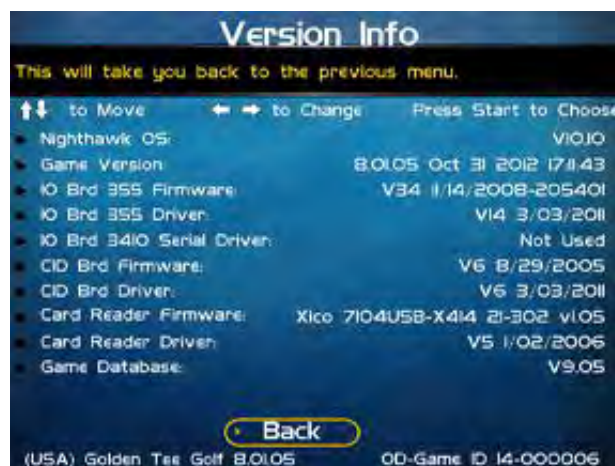 Version Info
This will take you back to the previous menu.
to Move to Change Press Start to Choose
Nighthawk OS: V10.10
Game Version: 8.01.05 Oct 31 2012 17:11:43
IO Brd 355 Firmware: V34 11/14/2008-205401
IO Brd 355 Driver: V14 3/03/2011
IO Brd 3410 Serial Driver: Not Used
CID Brd Firmware: V6 8/29/2005
CID Brd Driver: V6 3/03/2011
Card Reader Firmware: Xico 7104USB-X414 21-302 v1.05
Card Reader Driver: V5 1/02/2006
Game Database: V9.05
Back
(USA) Golden Tee Golf 8.01.05 OD-Game ID 14-000006